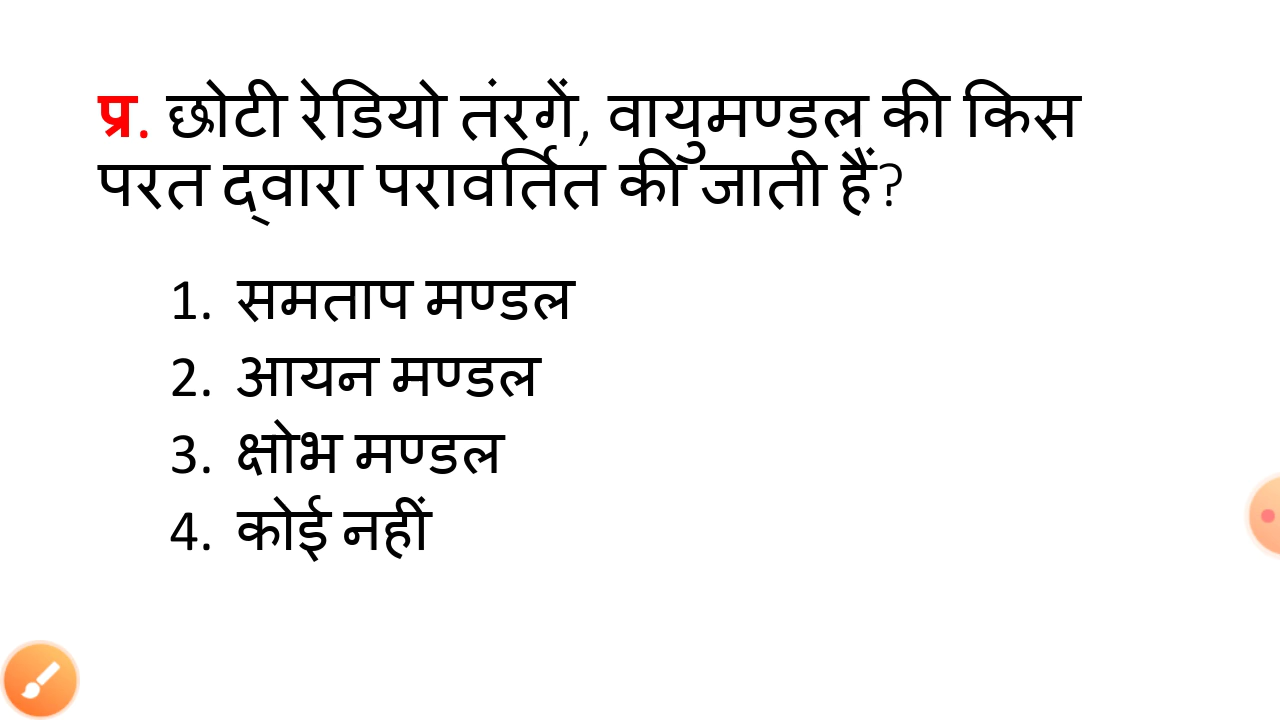 प्र. छोटी रेडियो तंरगें, वायुमण्डल की किस
परत द्वारा परावर्तित की जाती हैं?
1. समताप मण्डल
2. आयन मण्डल
3. क्षोभ मण्डल
4. कोई नहीं